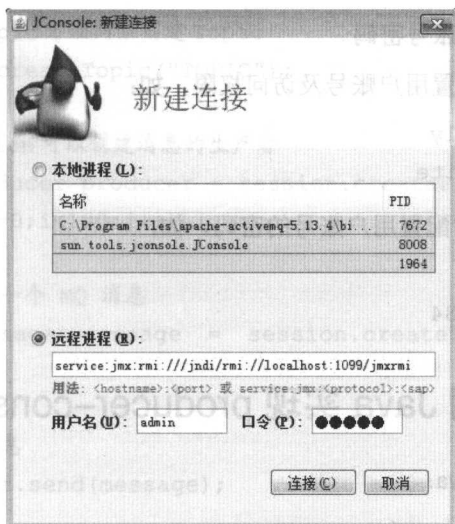 JConsole: 新建连接
新建连接
本地进程(L):
名称 PID
C:\Program Files\apache-activemq-5.13.4\bi... 7672
sun.tools.jconsole.JConsole 8008
1964
远程进程(R):
service:jmx:rmi:///jndi/rmi://localhost:1099/jmxrmi
用法: <hostname>:<port> 或 service:jmx:<protocol>:<sap>
用户名(U): admin 口令(P): ●●●●●
连接(C) 取消